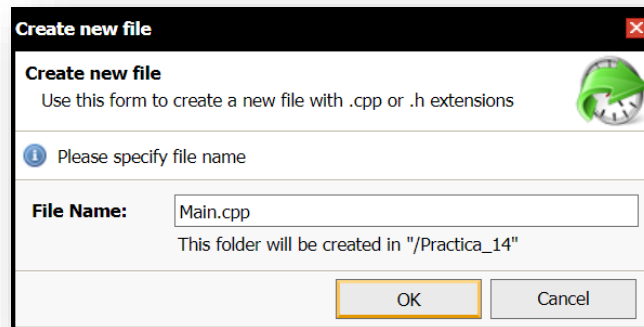 Create new file
Create new file
Use this form to create a new file with .cpp or .h extensions
Please specify file name
File Name:
Main.cpp
This folder will be created in "/Practica_14"
OK
Cancel